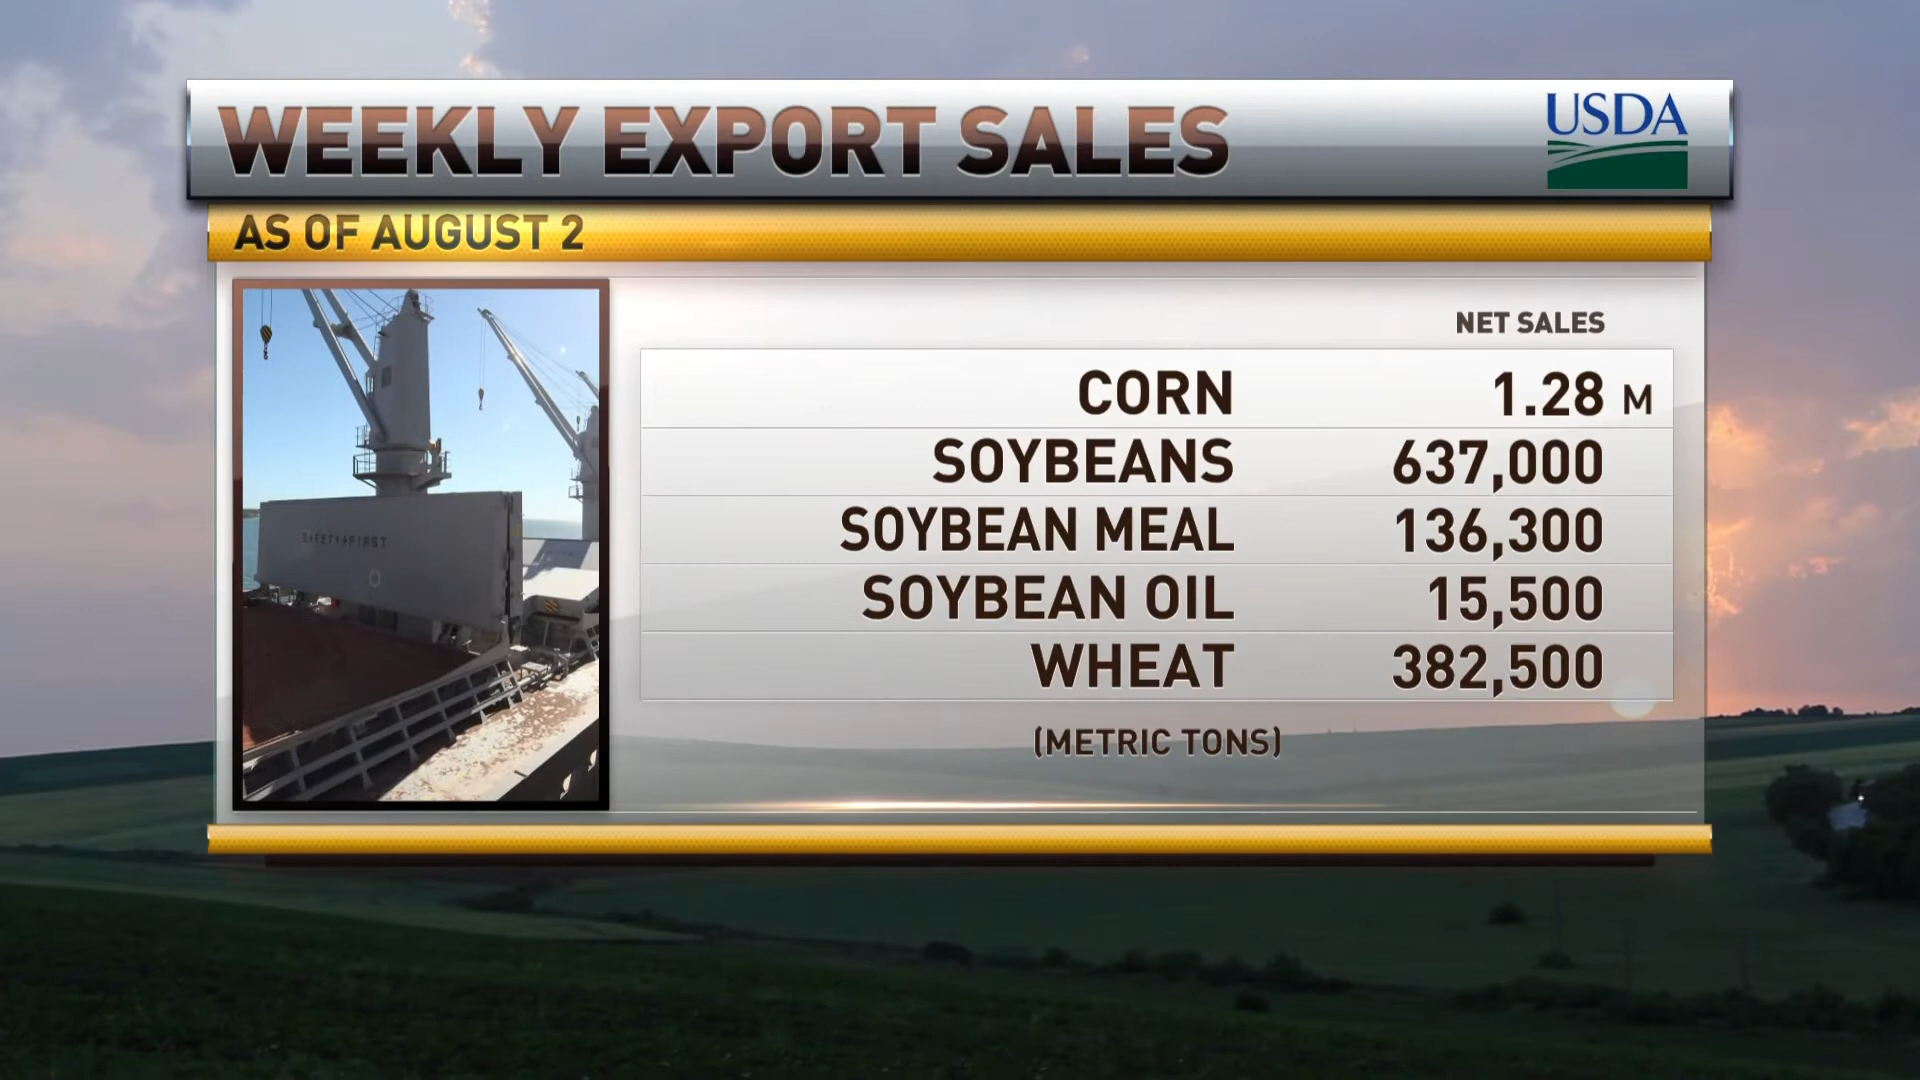 WEEKLY EXPORT SALES
USDA
AS OF AUGUST 2
SAFETY FIRST
NET SALES
CORN 1.28 M
SOYBEANS 637,000
SOYBEAN MEAL 136,300
SOYBEAN OIL 15,500
WHEAT 382,500
(METRIC TONS)